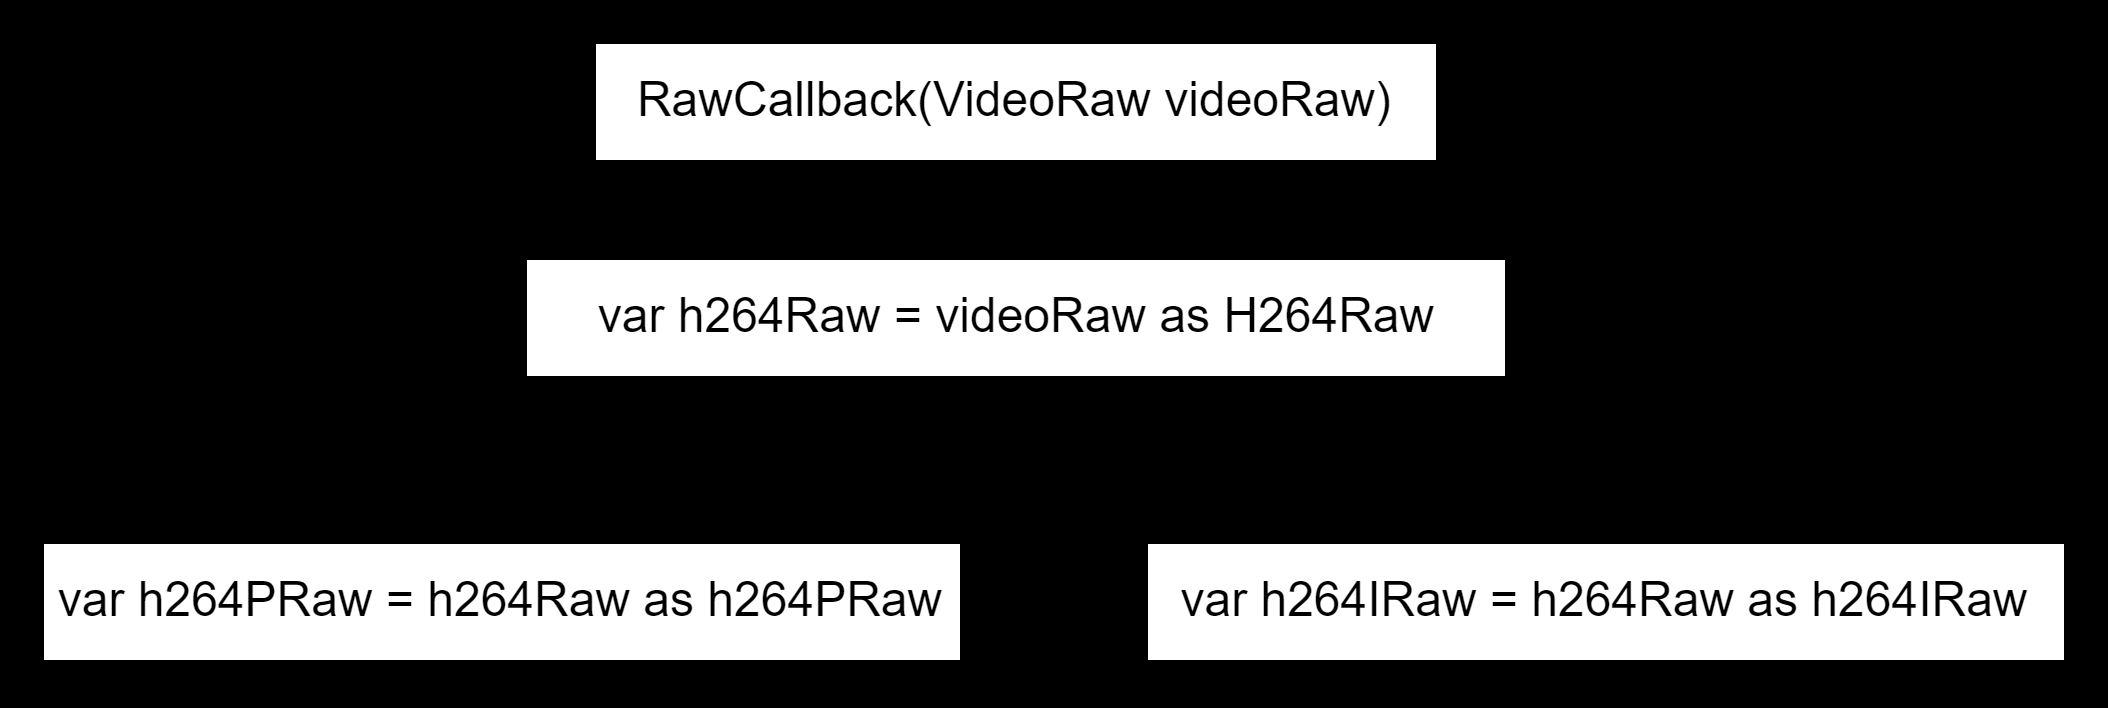 RawCallback(VideoRaw videoRaw)
var h264Raw = videoRaw as H264Raw
var h264PRaw = h264Raw as h264PRaw
var h264IRaw = h264Raw as h264IRaw